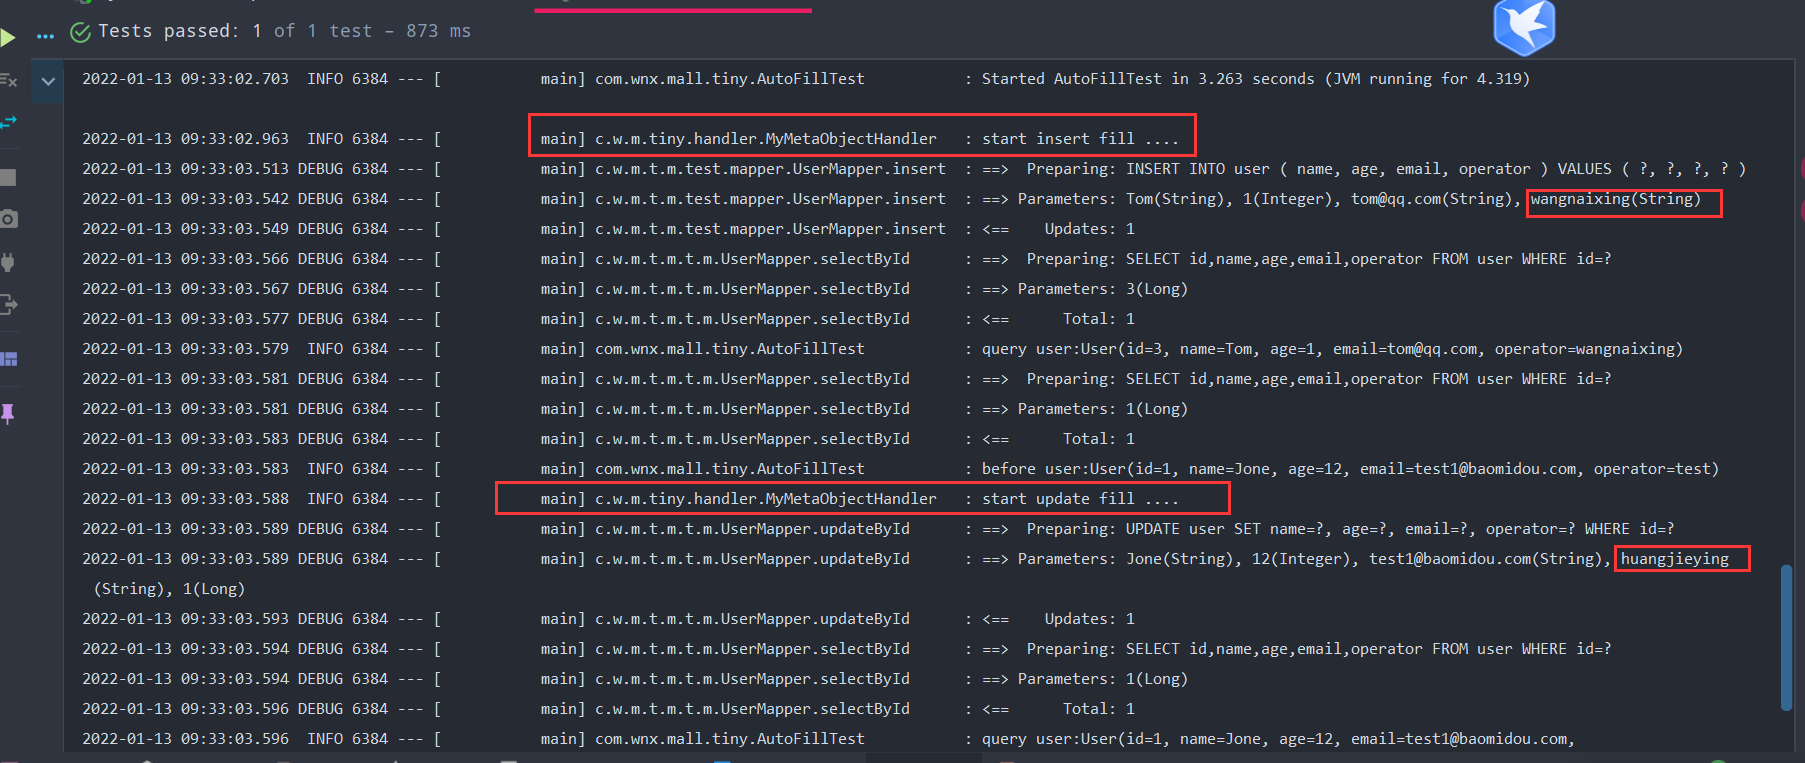 Tests passed: 1 of 1 test – 873 ms
2022-01-13 09:33:02.703  INFO 6384 --- [           main] com.wnx.mall.tiny.AutoFillTest           : Started AutoFillTest in 3.263 seconds (JVM running for 4.319)
2022-01-13 09:33:02.963  INFO 6384 --- [           main] c.w.m.tiny.handler.MyMetaObjectHandler   : start insert fill ....
2022-01-13 09:33:03.513 DEBUG 6384 --- [           main] c.w.m.t.m.test.mapper.UserMapper.insert  : ==>  Preparing: INSERT INTO user ( name, age, email, operator ) VALUES ( ?, ?, ?, ? )
2022-01-13 09:33:03.542 DEBUG 6384 --- [           main] c.w.m.t.m.test.mapper.UserMapper.insert  : ==> Parameters: Tom(String), 1(Integer), tom@qq.com(String), wangnaixing(String)
2022-01-13 09:33:03.549 DEBUG 6384 --- [           main] c.w.m.t.m.test.mapper.UserMapper.insert  : <==    Updates: 1
2022-01-13 09:33:03.566 DEBUG 6384 --- [           main] c.w.m.t.m.t.m.UserMapper.selectById      : ==>  Preparing: SELECT id,name,age,email,operator FROM user WHERE id=?
2022-01-13 09:33:03.567 DEBUG 6384 --- [           main] c.w.m.t.m.t.m.UserMapper.selectById      : ==> Parameters: 3(Long)
2022-01-13 09:33:03.577 DEBUG 6384 --- [           main] c.w.m.t.m.t.m.UserMapper.selectById      : <==      Total: 1
2022-01-13 09:33:03.579  INFO 6384 --- [           main] com.wnx.mall.tiny.AutoFillTest           : query user:User(id=3, name=Tom, age=1, email=tom@qq.com, operator=wangnaixing)
2022-01-13 09:33:03.581 DEBUG 6384 --- [           main] c.w.m.t.m.t.m.UserMapper.selectById      : ==>  Preparing: SELECT id,name,age,email,operator FROM user WHERE id=?
2022-01-13 09:33:03.581 DEBUG 6384 --- [           main] c.w.m.t.m.t.m.UserMapper.selectById      : ==> Parameters: 1(Long)
2022-01-13 09:33:03.583 DEBUG 6384 --- [           main] c.w.m.t.m.t.m.UserMapper.selectById      : <==      Total: 1
2022-01-13 09:33:03.583  INFO 6384 --- [           main] com.wnx.mall.tiny.AutoFillTest           : before user:User(id=1, name=Jone, age=12, email=test1@baomidou.com, operator=test)
2022-01-13 09:33:03.588  INFO 6384 --- [           main] c.w.m.tiny.handler.MyMetaObjectHandler   : start update fill ....
2022-01-13 09:33:03.589 DEBUG 6384 --- [           main] c.w.m.t.m.t.m.UserMapper.updateById      : ==>  Preparing: UPDATE user SET name=?, age=?, email=?, operator=? WHERE id=?
2022-01-13 09:33:03.589 DEBUG 6384 --- [           main] c.w.m.t.m.t.m.UserMapper.updateById      : ==> Parameters: Jone(String), 12(Integer), test1@baomidou.com(String), huangjieying
(String), 1(Long)
2022-01-13 09:33:03.593 DEBUG 6384 --- [           main] c.w.m.t.m.t.m.UserMapper.updateById      : <==    Updates: 1
2022-01-13 09:33:03.594 DEBUG 6384 --- [           main] c.w.m.t.m.t.m.UserMapper.selectById      : ==>  Preparing: SELECT id,name,age,email,operator FROM user WHERE id=?
2022-01-13 09:33:03.594 DEBUG 6384 --- [           main] c.w.m.t.m.t.m.UserMapper.selectById      : ==> Parameters: 1(Long)
2022-01-13 09:33:03.596 DEBUG 6384 --- [           main] c.w.m.t.m.t.m.UserMapper.selectById      : <==      Total: 1
2022-01-13 09:33:03.596  INFO 6384 --- [           main] com.wnx.mall.tiny.AutoFillTest           : query user:User(id=1, name=Jone, age=12, email=test1@baomidou.com,